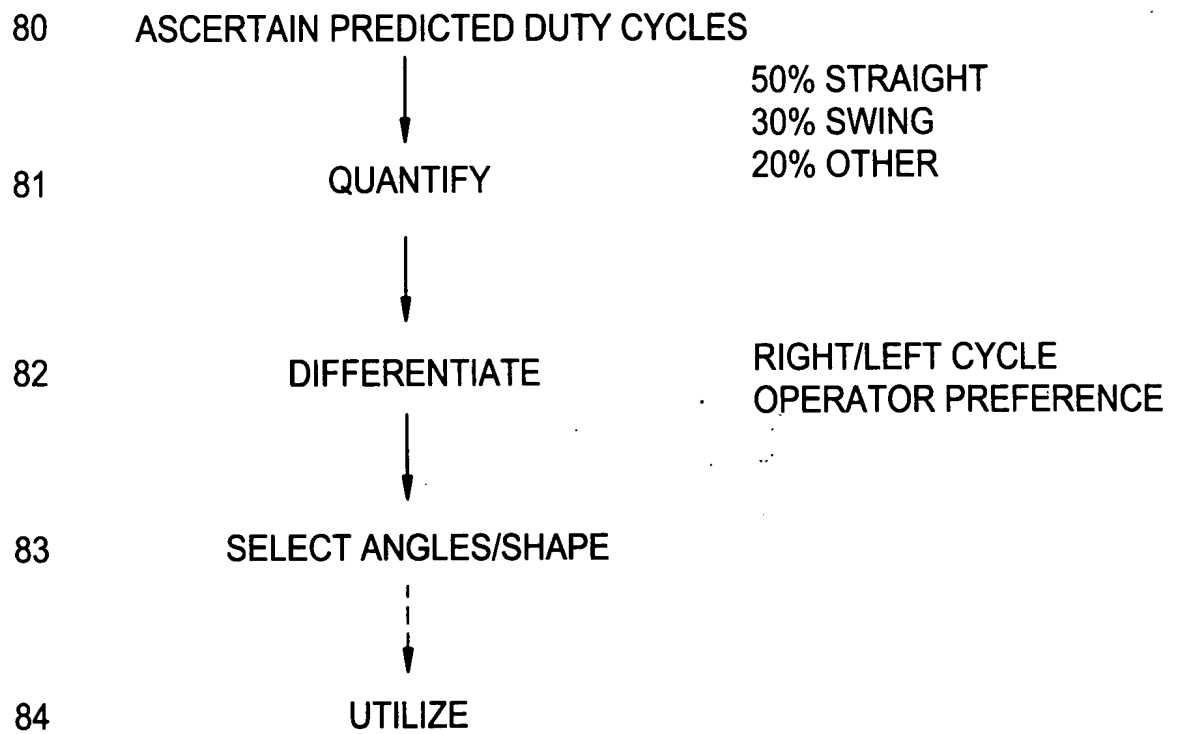 80 ASCERTAIN PREDICTED DUTY CYCLES
50% STRAIGHT
30% SWING
20% OTHER
81 QUANTIFY
82 DIFFERENTIATE
RIGHT/LEFT CYCLE
OPERATOR PREFERENCE
83 SELECT ANGLES/SHAPE
84 UTILIZE